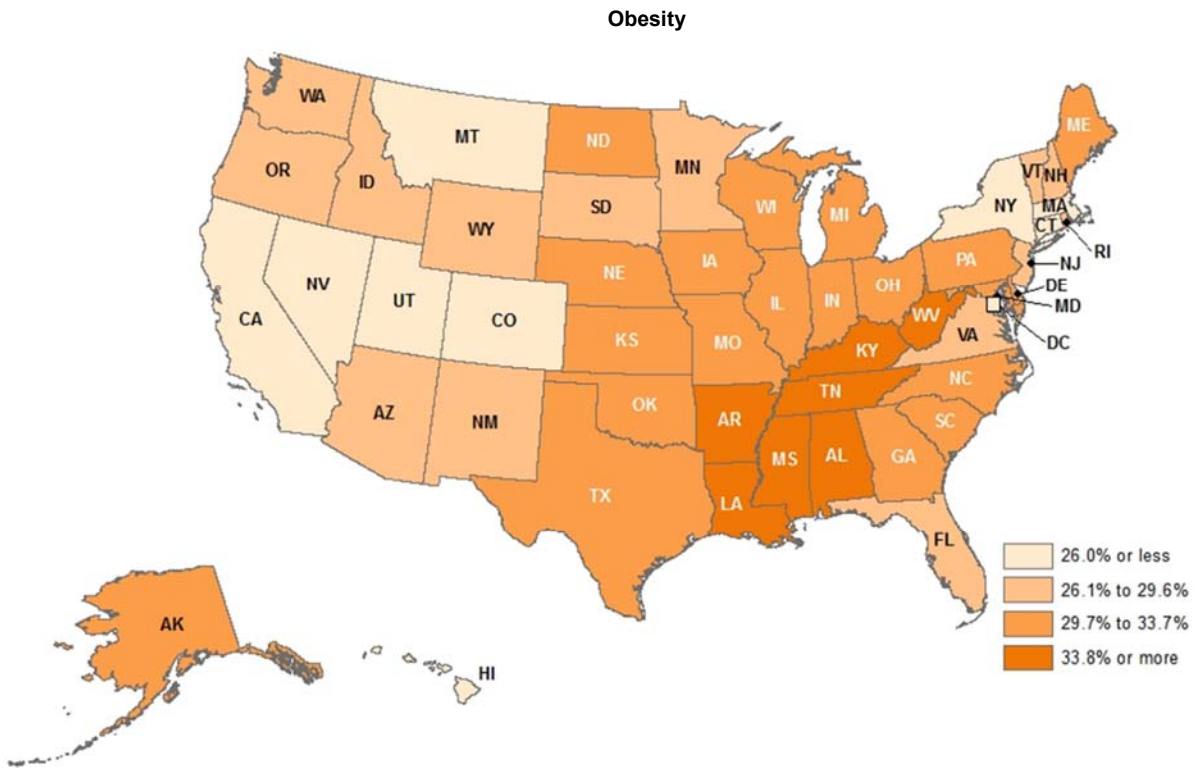 Obesity
WA
MT
ND
MN
ME
OR
ID
SD
WI
MI
VT
NH
WY
NY
MA
CT
RI
NE
IA
PA
NJ
NV
UT
CO
IL
IN
OH
DE
MD
CA
KS
MO
WV
VA
DC
KY
AZ
NM
OK
AR
TN
NC
SC
TX
LA
MS
AL
GA
FL
AK
HI
26.0% or less
26.1% to 29.6%
29.7% to 33.7%
33.8% or more